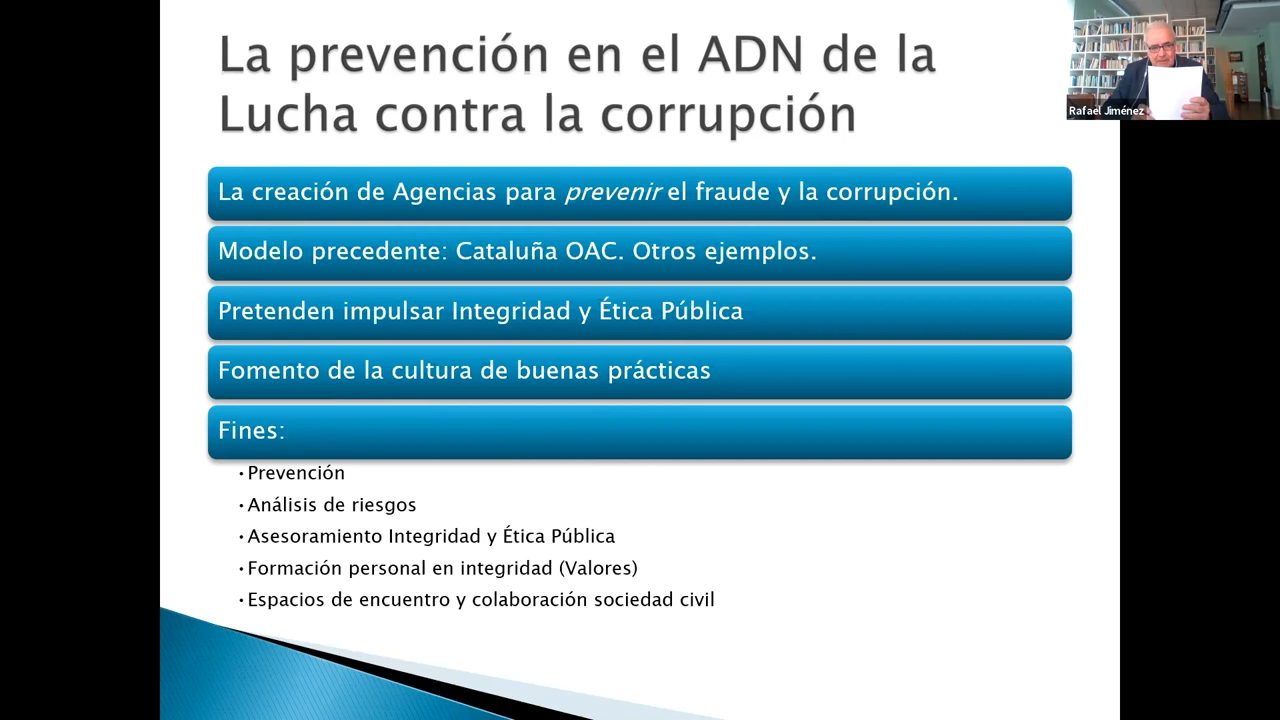 La prevención en el ADN de la
Lucha contra la corrupción
Rafael Jiménez
La creación de Agencias para prevenir el fraude y la corrupción.
Modelo precedente: Cataluña OAC. Otros ejemplos.
Pretenden impulsar Integridad y Ética Pública
Fomento de la cultura de buenas prácticas
Fines:
•Prevención
•Análisis de riesgos
•Asesoramiento Integridad y Ética Pública
•Formación personal en integridad (Valores)
•Espacios de encuentro y colaboración sociedad civil